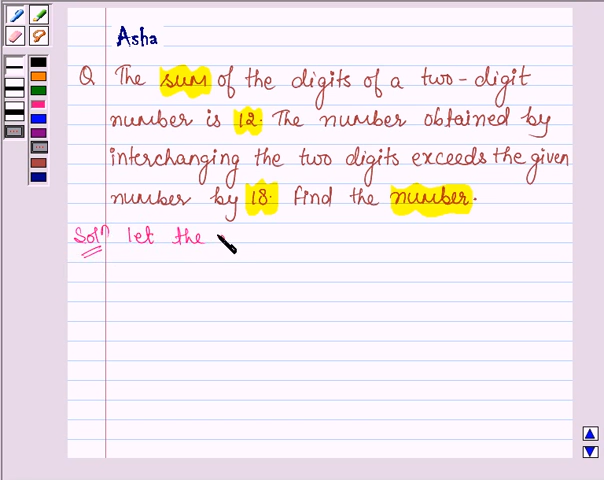 Asha
Q The sum of the digits of a two-digit
number is 12. The number obtained by
interchanging the two digits exceeds the given
number by 18. Find the number.
Solⁿ let the